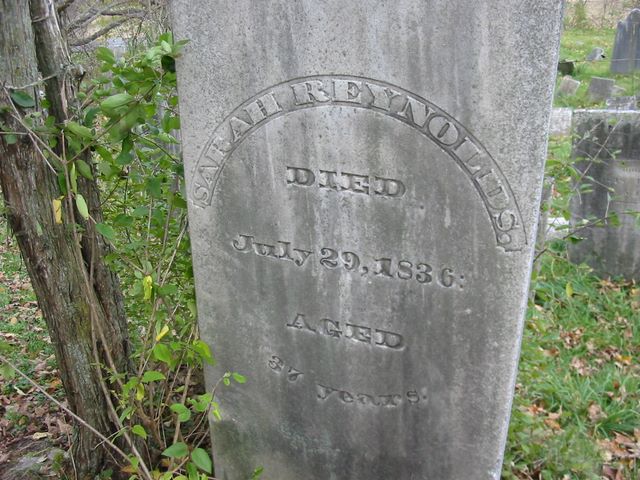 SARAH REYNOLDS.
DIED
July 29, 1836:
AGED
37 years.